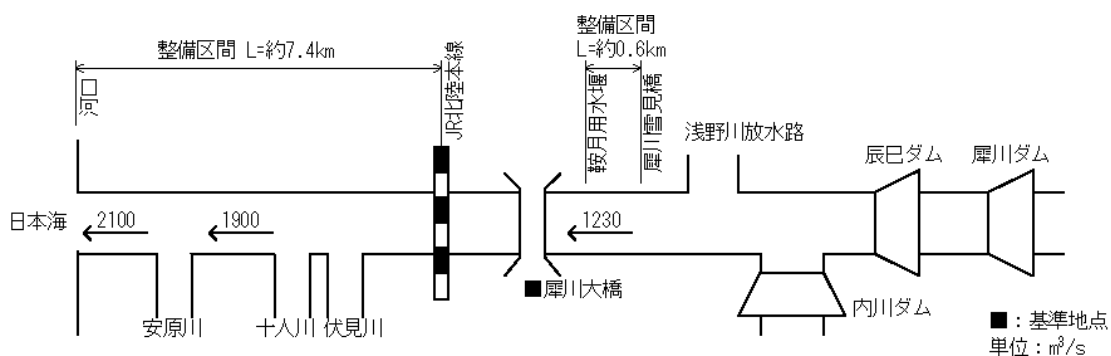 整備区間 L=約7.4km
整備区間
L=約0.6km
河口
JR北陸本線
鞍月用水堰
犀川雪見橋
浅野川放水路
辰巳ダム
犀川ダム
日本海
2100
1900
1230
■犀川大橋
安原川
十人川
伏見川
内川ダム
■：基準地点
単位：m³/s